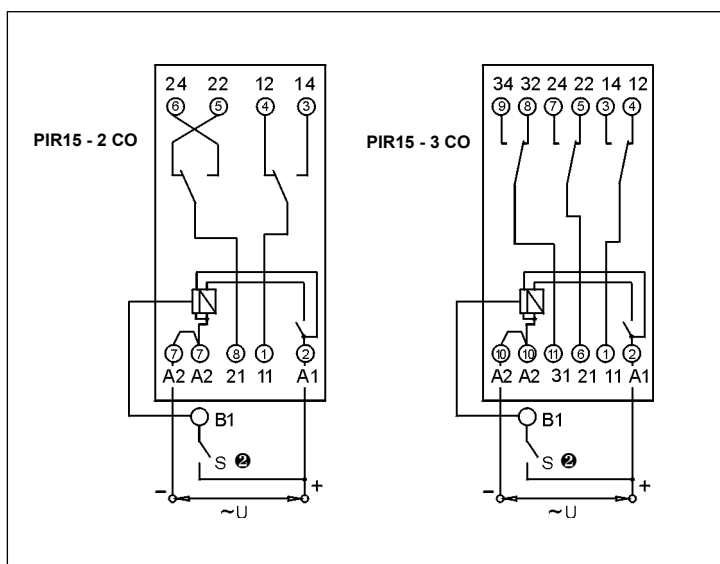 PIR15 - 2 CO
24 22 12 14
6 5 4 3
7 7 8 1 2
A2 A2 21 11 A1
B1
S ❷
– +
~U
PIR15 - 3 CO
34 32 24 22 14 12
9 8 7 5 3 4
10 10 11 6 1 2
A2 A2 31 21 11 A1
B1
S ❷
– +
~U